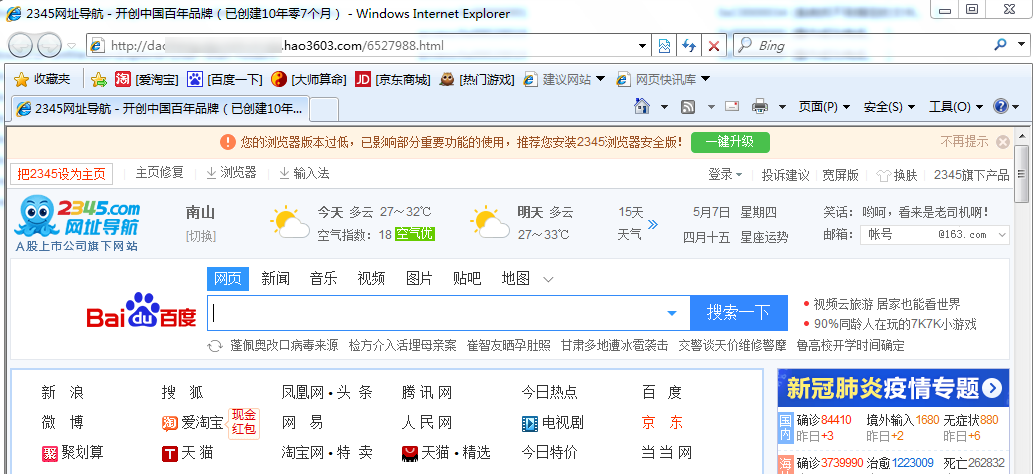 2345网址导航 - 开创中国百年品牌（已创建10年零7个月） - Windows Internet Explorer
http://dao .hao3603.com/6527988.html Bing
收藏夹 [爱淘宝] [百度一下] [大师算命] [京东商城] [热门游戏] 建议网站 网页快讯库
2345网址导航 - 开创中国百年品牌（已创建10年... 页面(P) 安全(S) 工具(O)
您的浏览器版本过低，已影响部分重要功能的使用，推荐您安装2345浏览器安全版！ 一键升级 不再提示
把2345设为主页 主页修复 浏览器 输入法 登录 投诉建议 宽屏版 换肤 2345旗下产品
2345.com 网址导航
A股上市公司旗下网站
南山 今天 多云 27～32℃ 明天 多云 15天 5月7日 星期四 笑话：哟呵，看来是老司机啊！
[切换] 空气指数：18 空气优 27～33℃ 天气 四月十五 星座运势 邮箱： 帐号 @163.com
网页 新闻 音乐 视频 图片 贴吧 地图
Bai du 百度 搜索一下
视频云旅游 居家也能看世界
90%同龄人在玩的7K7K小游戏
蓬佩奥改口病毒来源 检方介入活埋母亲案 崔智友晒孕肚照 甘肃多地遭冰雹袭击 交警谈天价维修警摩 鲁高校开学时间确定
新 浪 搜 狐 凤凰网 • 头 条 腾 讯 网 今日热点 百 度
微 博 爱淘宝 现金红包 网 易 人 民 网 电视剧 京 东
聚划算 天 猫 淘宝网 • 特 卖 天猫 • 精选 今日特价 当 当 网
新冠肺炎疫情专题
国内 确诊84410 境外输入1680 无症状880
昨日+3 昨日+2 昨日+6
海 确诊3739990 治愈1223009 死亡262832